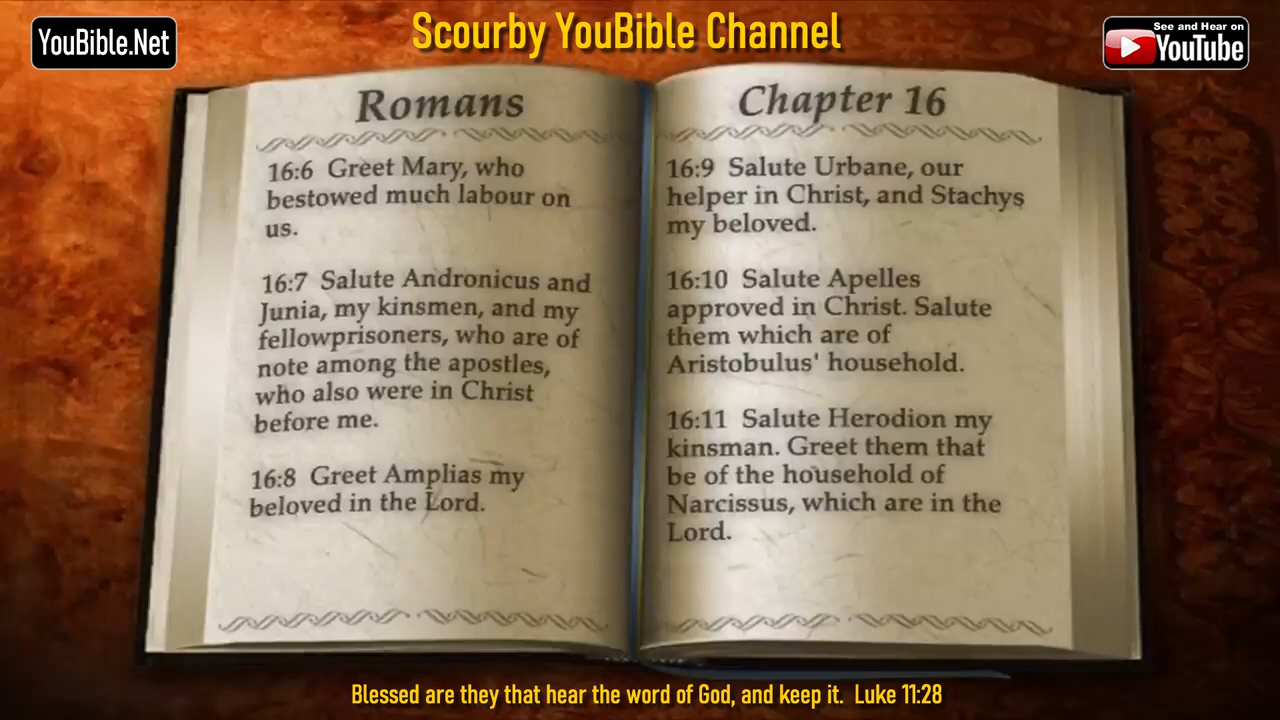 YouBible.Net
Scourby YouBible Channel
See and Hear on
YouTube
Romans
16:6 Greet Mary, who
bestowed much labour on
us.
16:7 Salute Andronicus and
Junia, my kinsmen, and my
fellowprisoners, who are of
note among the apostles,
who also were in Christ
before me.
16:8 Greet Amplias my
beloved in the Lord.
Chapter 16
16:9 Salute Urbane, our
helper in Christ, and Stachys
my beloved.
16:10 Salute Apelles
approved in Christ. Salute
them which are of
Aristobulus' household.
16:11 Salute Herodion my
kinsman. Greet them that
be of the household of
Narcissus, which are in the
Lord.
Blessed are they that hear the word of God, and keep it. Luke 11:28